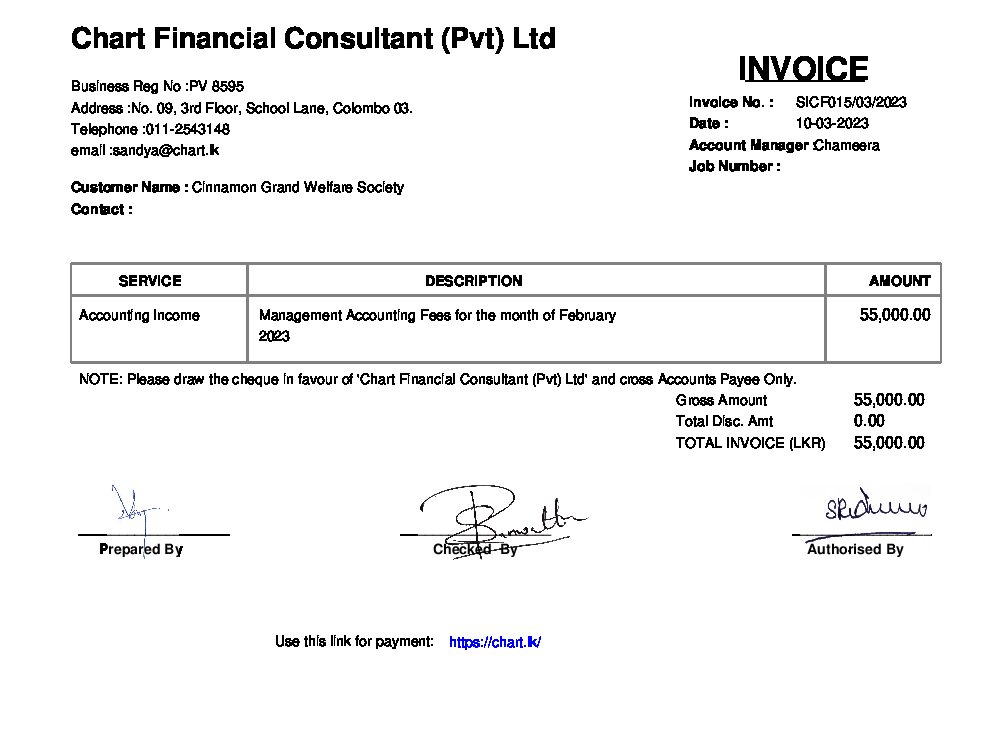 Chart Financial Consultant (Pvt) Ltd
INVOICE
Business Reg No :PV 8595
Address :No. 09, 3rd Floor, School Lane, Colombo 03.
Telephone :011-2543148
email :sandya@chart.lk
Invoice No. : SICF015/03/2023
Date : 10-03-2023
Account Manager :Chameera
Job Number :
Customer Name : Cinnamon Grand Welfare Society
Contact :
SERVICE DESCRIPTION AMOUNT
Accounting Income Management Accounting Fees for the month of February 55,000.00
2023
NOTE: Please draw the cheque in favour of 'Chart Financial Consultant (Pvt) Ltd' and cross Accounts Payee Only.
Gross Amount 55,000.00
Total Disc. Amt 0.00
TOTAL INVOICE (LKR) 55,000.00
Prepared By Checked By Authorised By
Use this link for payment: https://chart.lk/